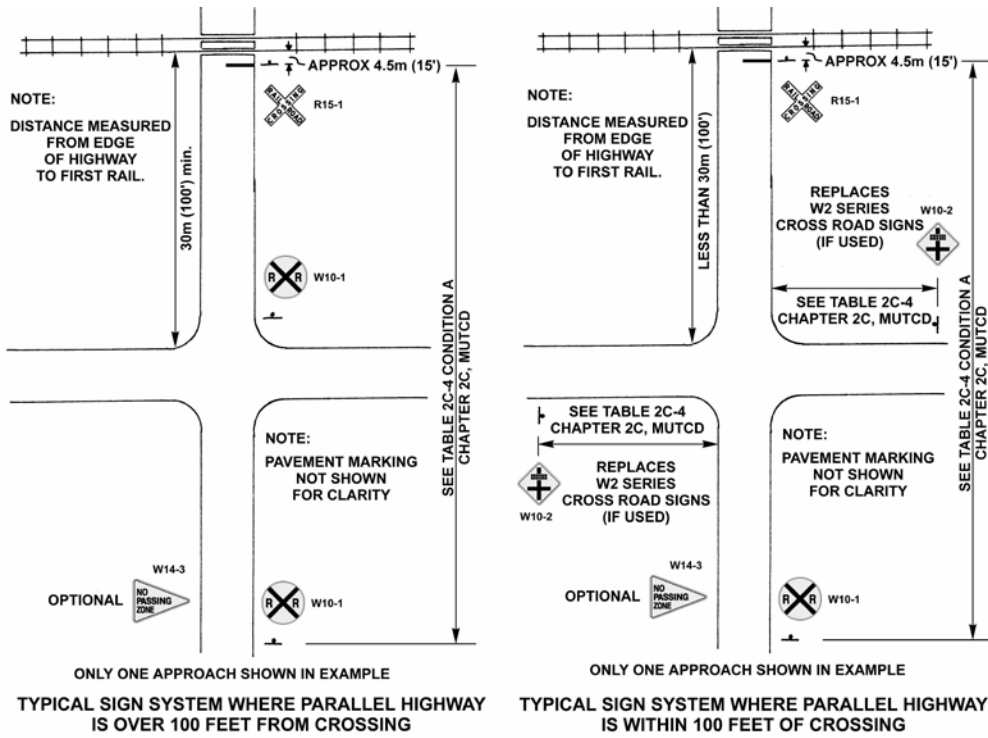 APPROX 4.5m (15')
NOTE:
DISTANCE MEASURED
FROM EDGE
OF HIGHWAY
TO FIRST RAIL.
RAIL ROAD
CROSSING
R15-1
30m (100') min.
R R
W10-1
SEE TABLE 2C-4 CONDITION A
CHAPTER 2C, MUTCD
NOTE:
PAVEMENT MARKING
NOT SHOWN
FOR CLARITY
W14-3
OPTIONAL
NO
PASSING
ZONE
R R
W10-1
ONLY ONE APPROACH SHOWN IN EXAMPLE
TYPICAL SIGN SYSTEM WHERE PARALLEL HIGHWAY
IS OVER 100 FEET FROM CROSSING
APPROX 4.5m (15')
NOTE:
DISTANCE MEASURED
FROM EDGE
OF HIGHWAY
TO FIRST RAIL.
RAIL ROAD
CROSSING
R15-1
LESS THAN 30m (100')
REPLACES
W2 SERIES
CROSS ROAD SIGNS
(IF USED)
W10-2
SEE TABLE 2C-4
CHAPTER 2C, MUTCD
SEE TABLE 2C-4 CONDITION A
CHAPTER 2C, MUTCD
SEE TABLE 2C-4
CHAPTER 2C, MUTCD
W10-2
REPLACES
W2 SERIES
CROSS ROAD SIGNS
(IF USED)
NOTE:
PAVEMENT MARKING
NOT SHOWN
FOR CLARITY
W14-3
OPTIONAL
NO
PASSING
ZONE
R R
W10-1
ONLY ONE APPROACH SHOWN IN EXAMPLE
TYPICAL SIGN SYSTEM WHERE PARALLEL HIGHWAY
IS WITHIN 100 FEET OF CROSSING